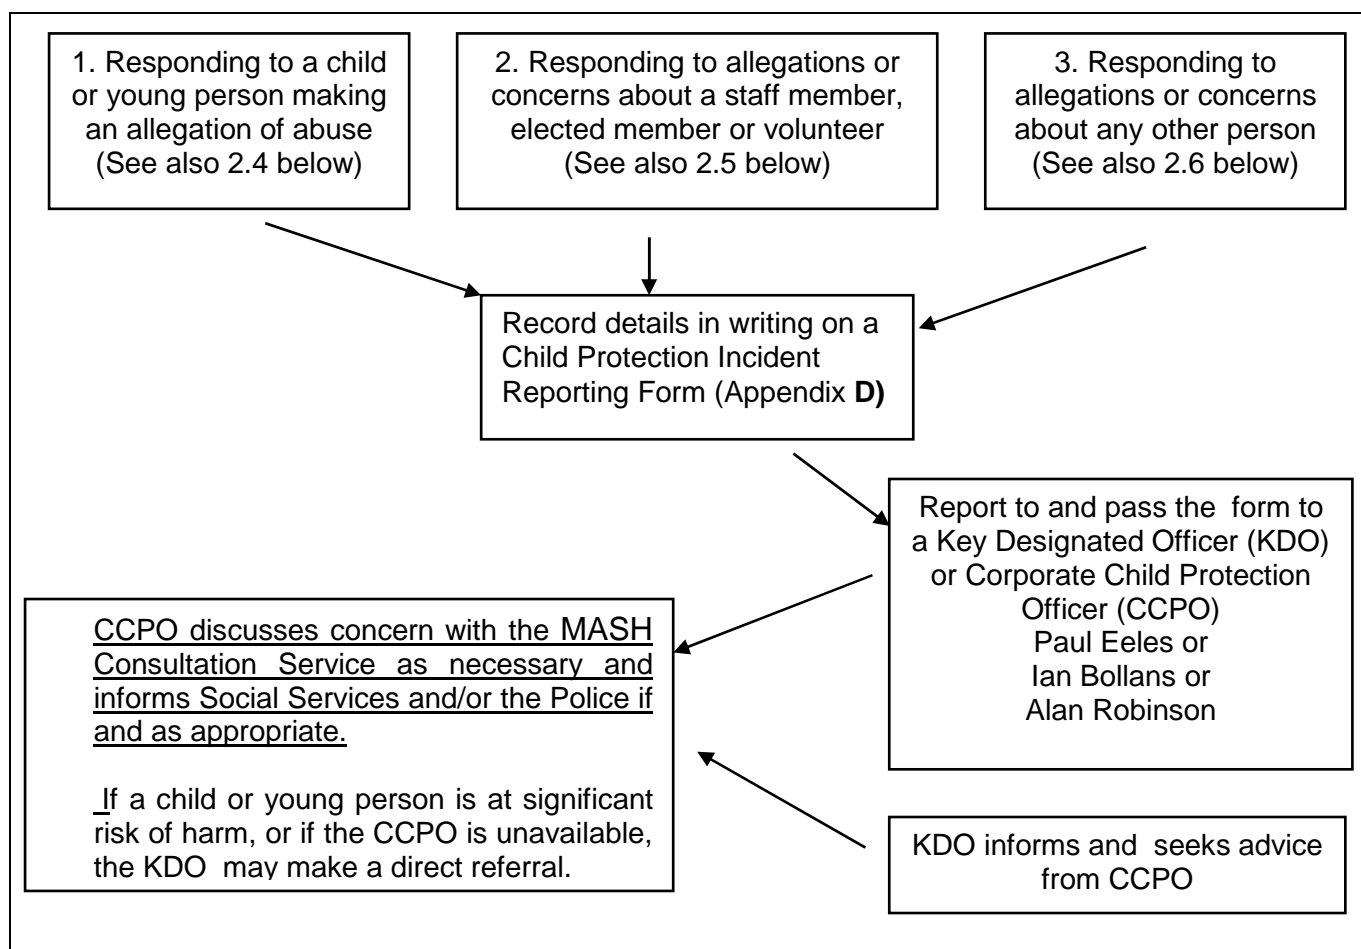 1. Responding to a child
or young person making
an allegation of abuse
(See also 2.4 below)
2. Responding to allegations or
concerns about a staff member,
elected member or volunteer
(See also 2.5 below)
3. Responding to
allegations or concerns
about any other person
(See also 2.6 below)
Record details in writing on a
Child Protection Incident
Reporting Form (Appendix D)
Report to and pass the form to
a Key Designated Officer (KDO)
or Corporate Child Protection
Officer (CCPO)
Paul Eeles or
Ian Bollans or
Alan Robinson
CCPO discusses concern with the MASH
Consultation Service as necessary and
informs Social Services and/or the Police if
and as appropriate.
If a child or young person is at significant
risk of harm, or if the CCPO is unavailable,
the KDO may make a direct referral.
KDO informs and seeks advice
from CCPO